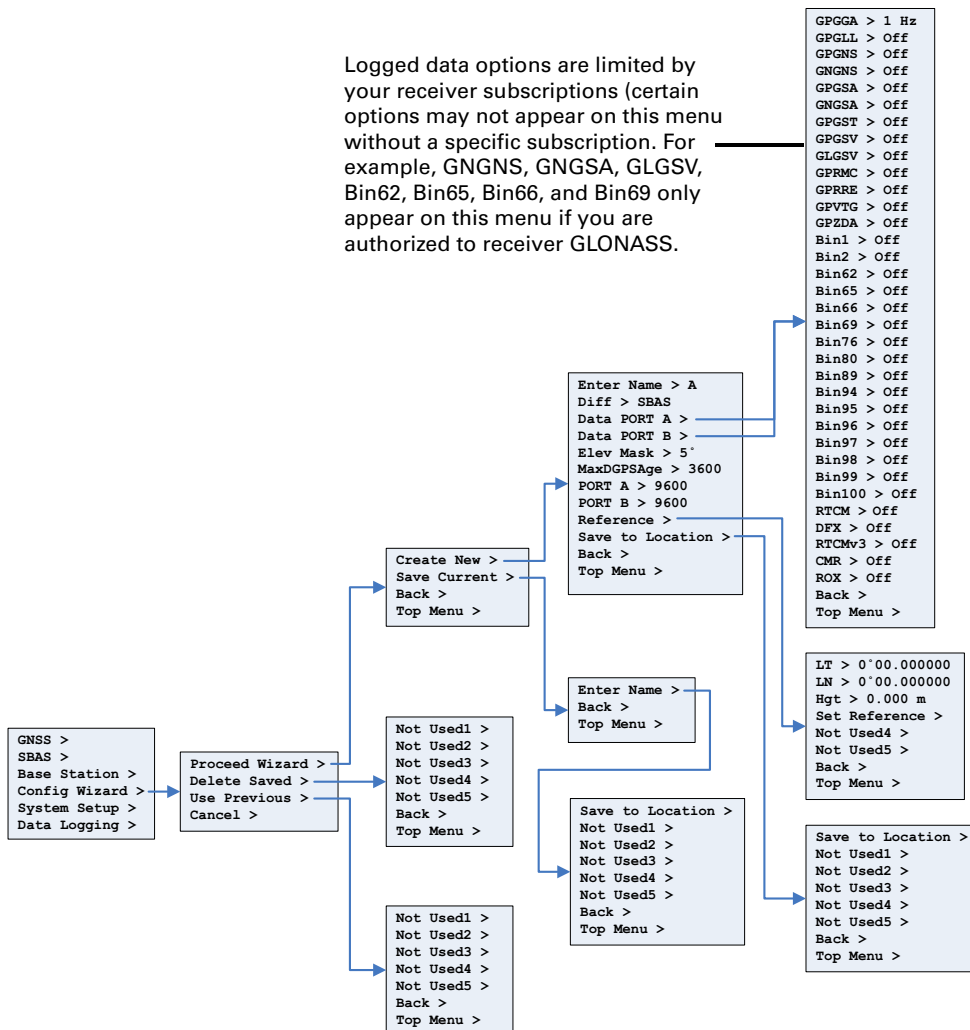 Logged data options are limited by
your receiver subscriptions (certain
options may not appear on this menu
without a specific subscription. For
example, GNGNS, GNGSA, GLGSV,
Bin62, Bin65, Bin66, and Bin69 only
appear on this menu if you are
authorized to receiver GLONASS.
GPGGA > 1 Hz
GPGLL > Off
GPGNS > Off
GNGNS > Off
GPGSA > Off
GNGSA > Off
GPGST > Off
GPGSV > Off
GLGSV > Off
GPRMC > Off
GPRRE > Off
GPVTG > Off
GPZDA > Off
Bin1 > Off
Bin2 > Off
Bin62 > Off
Bin65 > Off
Bin66 > Off
Bin69 > Off
Bin76 > Off
Bin80 > Off
Bin89 > Off
Bin94 > Off
Bin95 > Off
Bin96 > Off
Bin97 > Off
Bin98 > Off
Bin99 > Off
Bin100 > Off
RTCM > Off
DFX > Off
RTCMv3 > Off
CMR > Off
ROX > Off
Back >
Top Menu >
Enter Name > A
Diff > SBAS
Data PORT A >
Data PORT B >
Elev Mask > 5°
MaxDGPSAge > 3600
PORT A > 9600
PORT B > 9600
Reference >
Save to Location >
Back >
Top Menu >
Create New >
Save Current >
Back >
Top Menu >
LT > 0°00.000000
LN > 0°00.000000
Hgt > 0.000 m
Set Reference >
Not Used4 >
Not Used5 >
Back >
Top Menu >
Enter Name >
Back >
Top Menu >
GNSS >
SBAS >
Base Station >
Config Wizard >
System Setup >
Data Logging >
Proceed Wizard >
Delete Saved >
Use Previous >
Cancel >
Not Used1 >
Not Used2 >
Not Used3 >
Not Used4 >
Not Used5 >
Back >
Top Menu >
Save to Location >
Not Used1 >
Not Used2 >
Not Used3 >
Not Used4 >
Not Used5 >
Back >
Top Menu >
Save to Location >
Not Used1 >
Not Used2 >
Not Used3 >
Not Used4 >
Not Used5 >
Back >
Top Menu >
Not Used1 >
Not Used2 >
Not Used3 >
Not Used4 >
Not Used5 >
Back >
Top Menu >